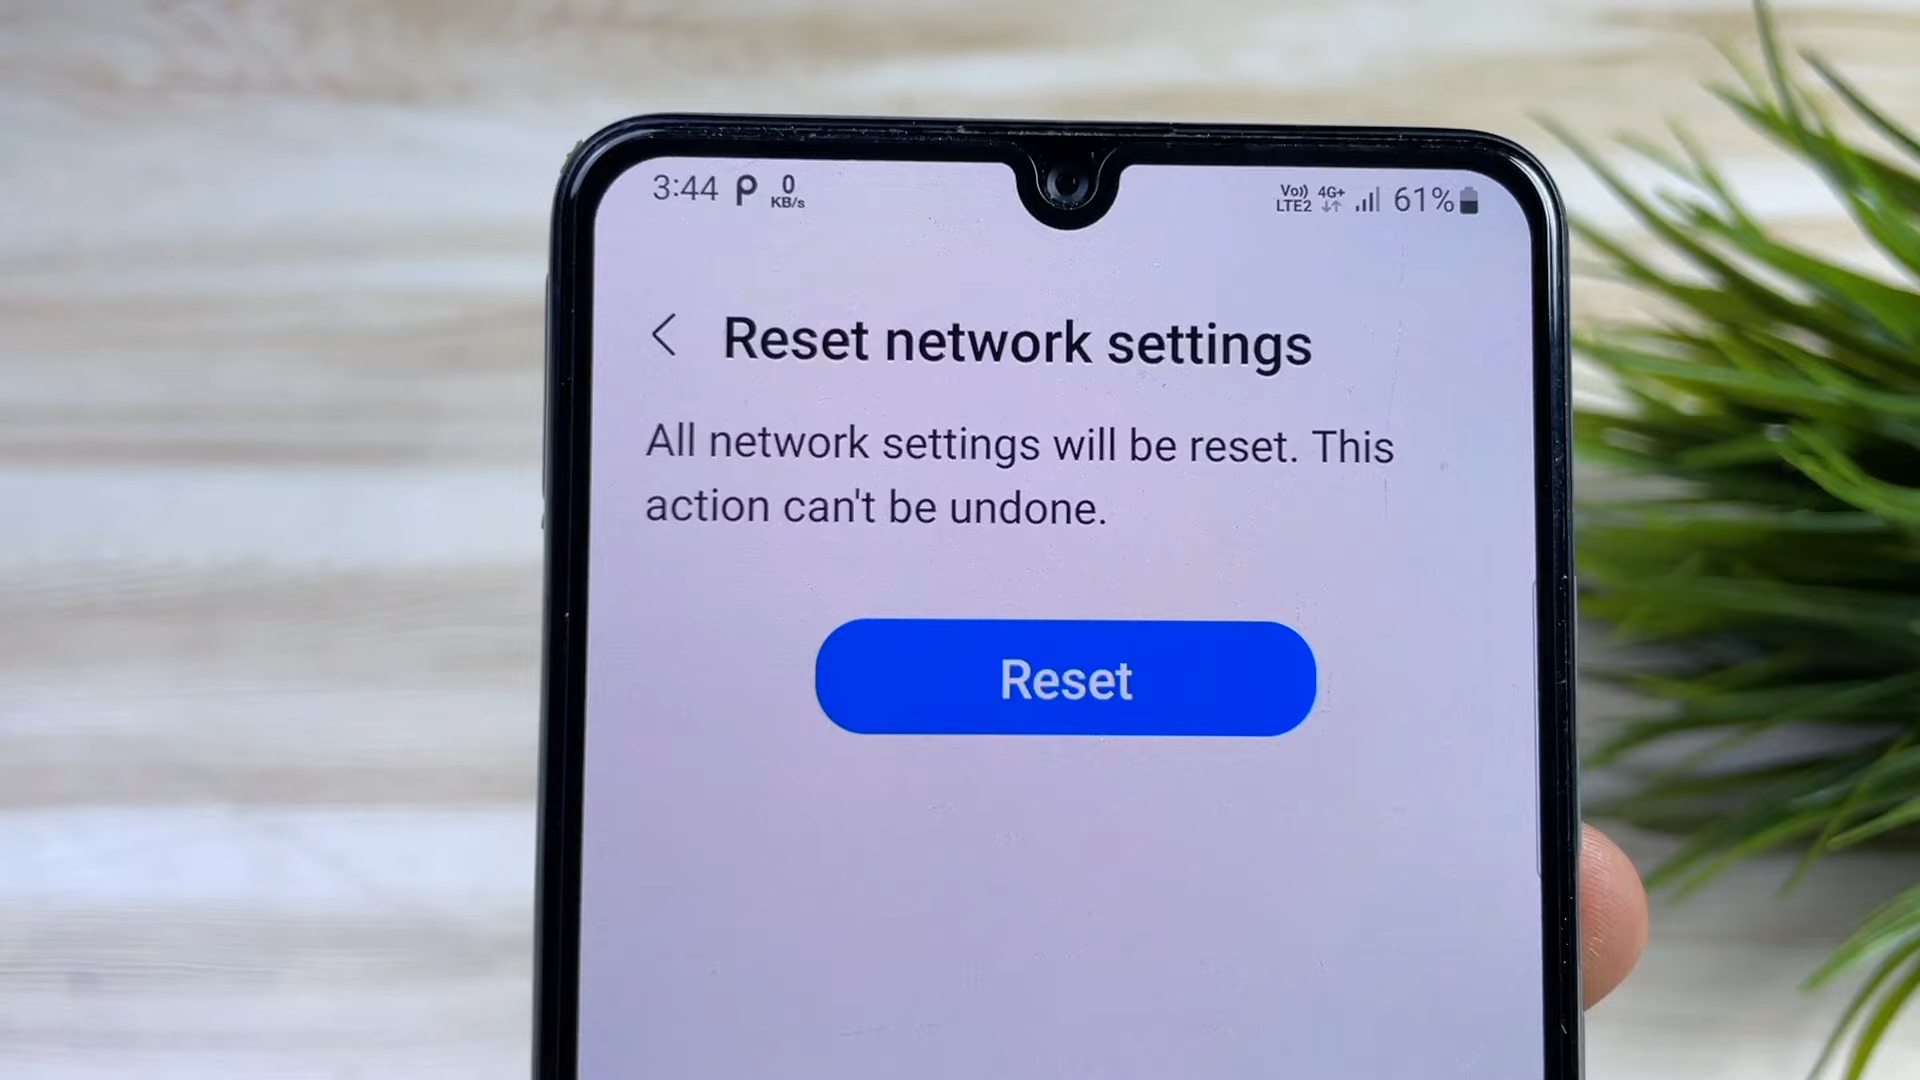 3:44 P 0 KB/s Vo)) LTE2 4G+ 61%
Reset network settings
All network settings will be reset. This
action can't be undone.
Reset